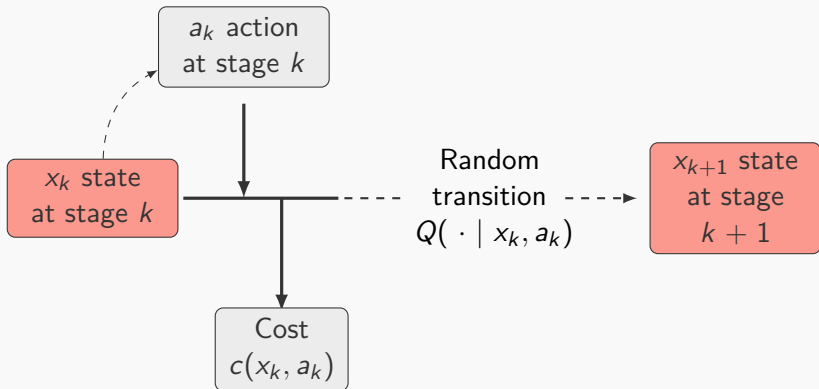 a_k action
at stage k
x_k state
at stage k
Random
transition
Q( · | x_k, a_k)
x_{k+1} state
at stage
k + 1
Cost
c(x_k, a_k)